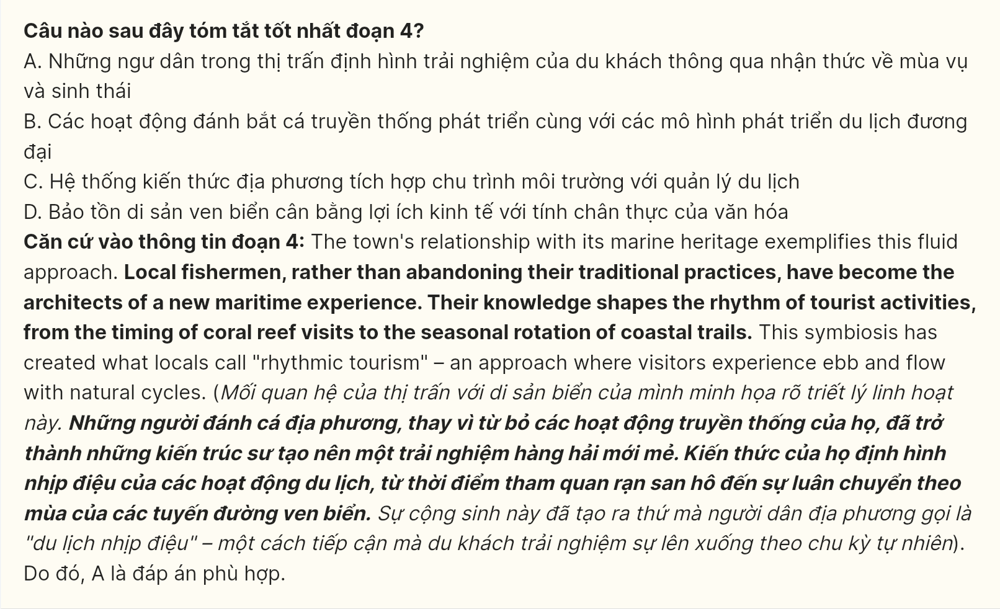 Câu nào sau đây tóm tắt tốt nhất đoạn 4?
A. Những ngư dân trong thị trấn định hình trải nghiệm của du khách thông qua nhận thức về mùa vụ
và sinh thái
B. Các hoạt động đánh bắt cá truyền thống phát triển cùng với các mô hình phát triển du lịch đương
đại
C. Hệ thống kiến thức địa phương tích hợp chu trình môi trường với quản lý du lịch
D. Bảo tồn di sản ven biển cân bằng lợi ích kinh tế với tính chân thực của văn hóa
Căn cứ vào thông tin đoạn 4: The town's relationship with its marine heritage exemplifies this fluid
approach. Local fishermen, rather than abandoning their traditional practices, have become the
architects of a new maritime experience. Their knowledge shapes the rhythm of tourist activities,
from the timing of coral reef visits to the seasonal rotation of coastal trails. This symbiosis has
created what locals call "rhythmic tourism" – an approach where visitors experience ebb and flow
with natural cycles. (Mối quan hệ của thị trấn với di sản biển của mình minh họa rõ triết lý linh hoạt
này. Những người đánh cá địa phương, thay vì từ bỏ các hoạt động truyền thống của họ, đã trở
thành những kiến trúc sư tạo nên một trải nghiệm hàng hải mới mẻ. Kiến thức của họ định hình
nhịp điệu của các hoạt động du lịch, từ thời điểm tham quan rạn san hô đến sự luân chuyển theo
mùa của các tuyến đường ven biển. Sự cộng sinh này đã tạo ra thứ mà người dân địa phương gọi là
"du lịch nhịp điệu" – một cách tiếp cận mà du khách trải nghiệm sự lên xuống theo chu kỳ tự nhiên).
Do đó, A là đáp án phù hợp.